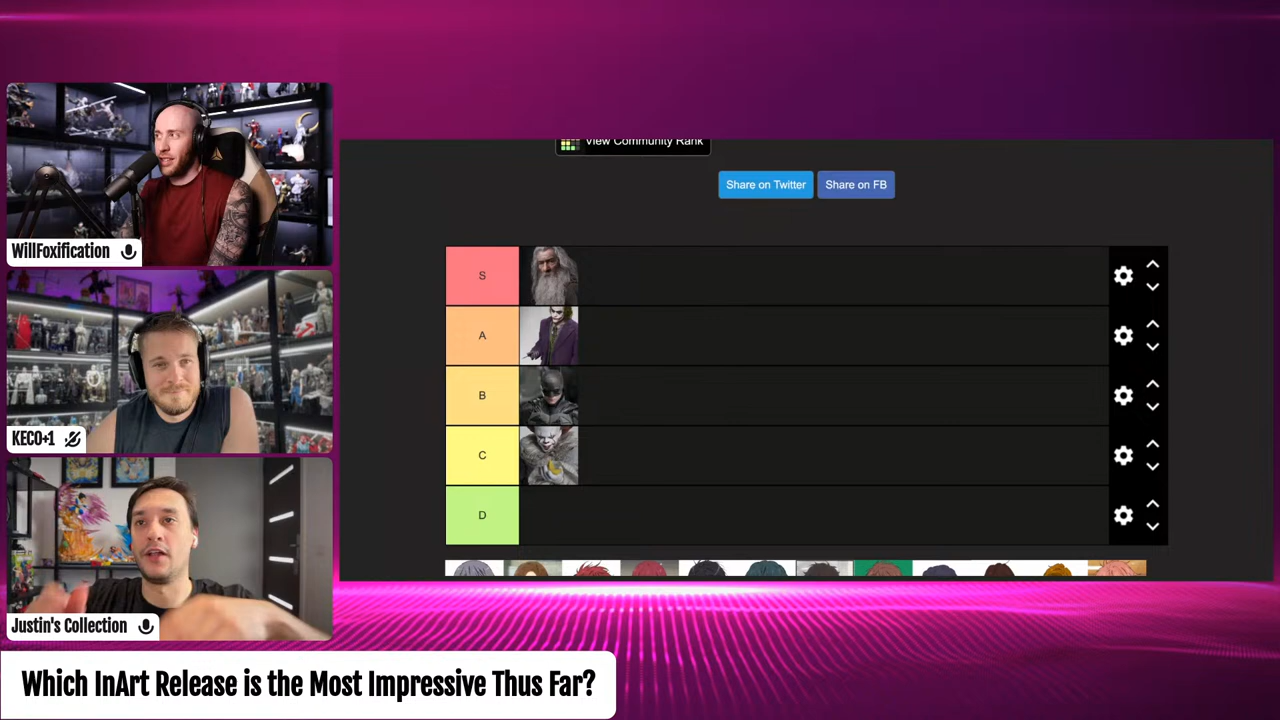 View Community Rank
Share on Twitter
Share on FB
WillFoxification
KECO+1
Justin's Collection
S
A
B
C
D
Which InArt Release is the Most Impressive Thus Far?